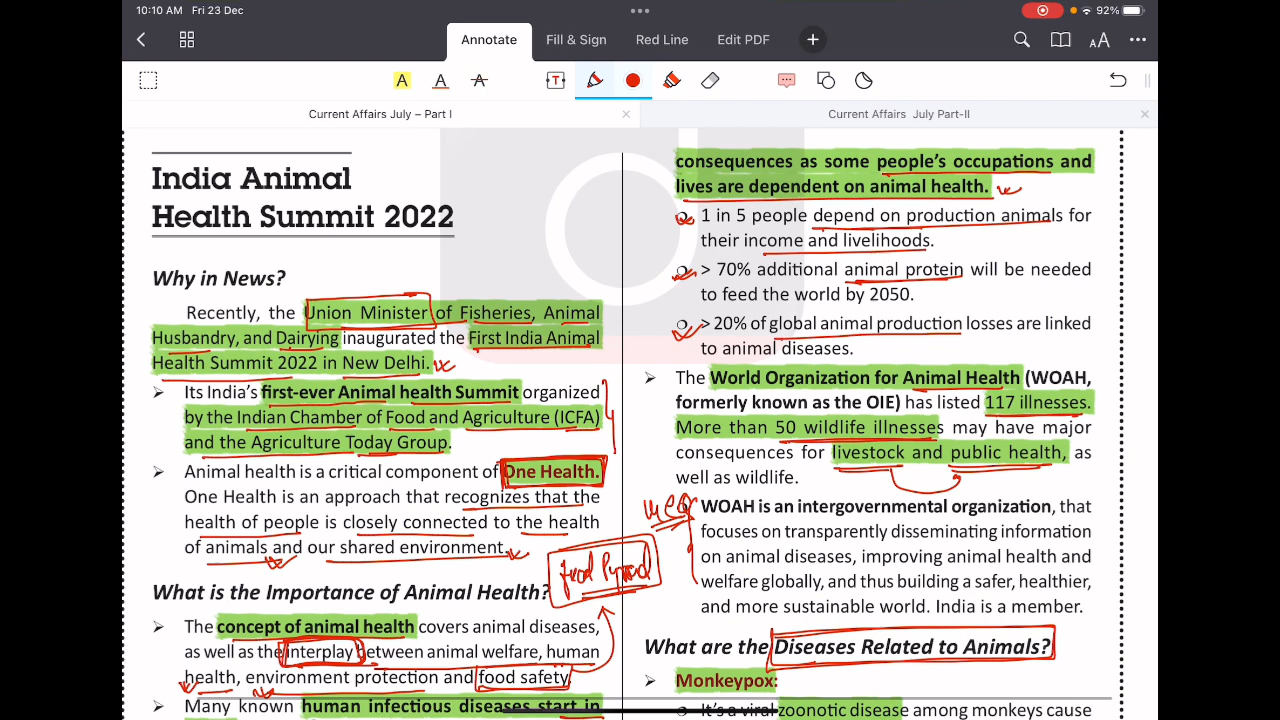 10:10 AM Fri 23 Dec
92%
Annotate
Fill & Sign
Red Line
Edit PDF
Current Affairs July – Part I
Current Affairs July Part-II
India Animal
Health Summit 2022
Why in News?
Recently, the Union Minister of Fisheries, Animal
Husbandry, and Dairying inaugurated the First India Animal
Health Summit 2022 in New Delhi.
➢ Its India's first-ever Animal health Summit organized
by the Indian Chamber of Food and Agriculture (ICFA)
and the Agriculture Today Group.
➢ Animal health is a critical component of One Health.
One Health is an approach that recognizes that the
health of people is closely connected to the health
of animals and our shared environment.
What is the Importance of Animal Health?
➢ The concept of animal health covers animal diseases,
as well as the interplay between animal welfare, human
health, environment protection and food safety.
➢ Many known human infectious diseases start in
consequences as some people's occupations and
lives are dependent on animal health.
❍ 1 in 5 people depend on production animals for
their income and livelihoods.
❍ > 70% additional animal protein will be needed
to feed the world by 2050.
❍ > 20% of global animal production losses are linked
to animal diseases.
➢ The World Organization for Animal Health (WOAH,
formerly known as the OIE) has listed 117 illnesses.
More than 50 wildlife illnesses may have major
consequences for livestock and public health, as
well as wildlife.
WOAH is an intergovernmental organization, that
focuses on transparently disseminating information
on animal diseases, improving animal health and
welfare globally, and thus building a safer, healthier,
and more sustainable world. India is a member.
What are the Diseases Related to Animals?
➢ Monkeypox:
❍ It's a viral zoonotic disease among monkeys cause
food